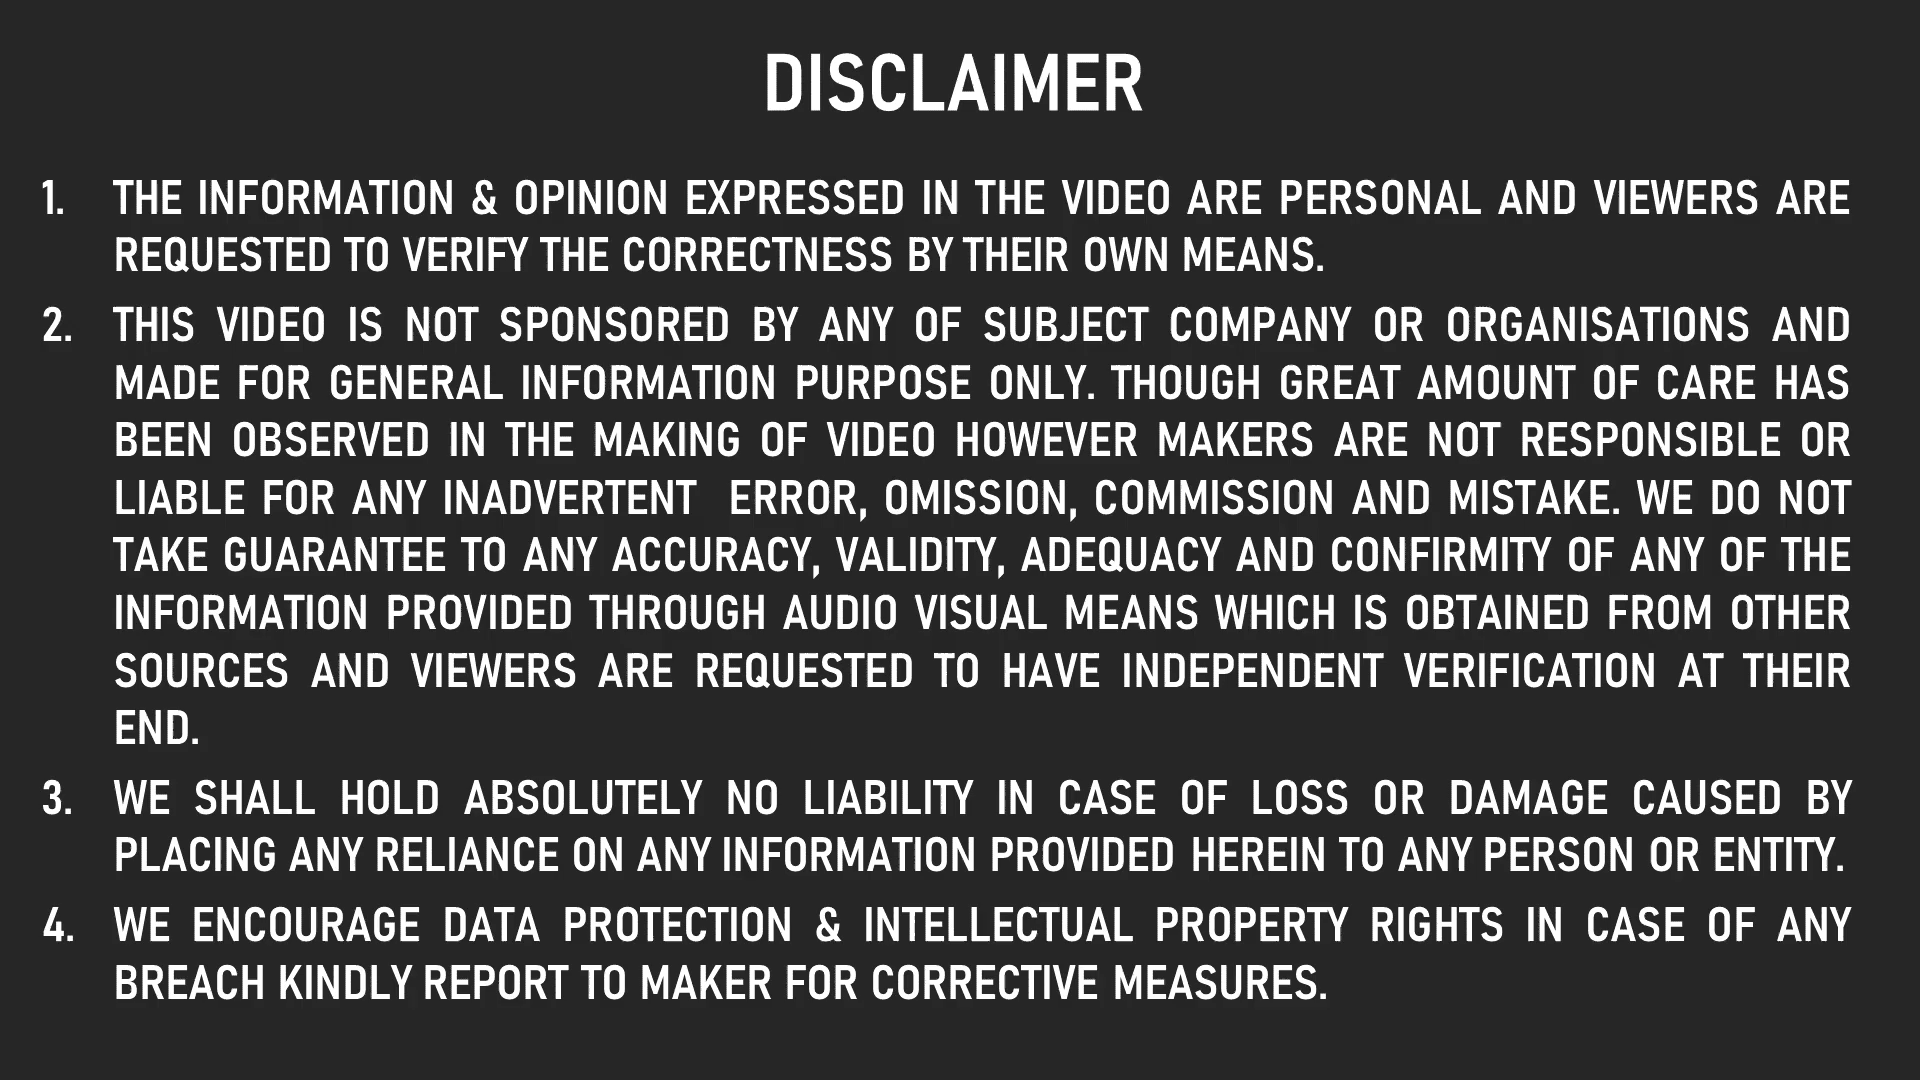 DISCLAIMER
1. THE INFORMATION & OPINION EXPRESSED IN THE VIDEO ARE PERSONAL AND VIEWERS ARE
REQUESTED TO VERIFY THE CORRECTNESS BY THEIR OWN MEANS.
2. THIS VIDEO IS NOT SPONSORED BY ANY OF SUBJECT COMPANY OR ORGANISATIONS AND
MADE FOR GENERAL INFORMATION PURPOSE ONLY. THOUGH GREAT AMOUNT OF CARE HAS
BEEN OBSERVED IN THE MAKING OF VIDEO HOWEVER MAKERS ARE NOT RESPONSIBLE OR
LIABLE FOR ANY INADVERTENT ERROR, OMISSION, COMMISSION AND MISTAKE. WE DO NOT
TAKE GUARANTEE TO ANY ACCURACY, VALIDITY, ADEQUACY AND CONFIRMITY OF ANY OF THE
INFORMATION PROVIDED THROUGH AUDIO VISUAL MEANS WHICH IS OBTAINED FROM OTHER
SOURCES AND VIEWERS ARE REQUESTED TO HAVE INDEPENDENT VERIFICATION AT THEIR
END.
3. WE SHALL HOLD ABSOLUTELY NO LIABILITY IN CASE OF LOSS OR DAMAGE CAUSED BY
PLACING ANY RELIANCE ON ANY INFORMATION PROVIDED HEREIN TO ANY PERSON OR ENTITY.
4. WE ENCOURAGE DATA PROTECTION & INTELLECTUAL PROPERTY RIGHTS IN CASE OF ANY
BREACH KINDLY REPORT TO MAKER FOR CORRECTIVE MEASURES.